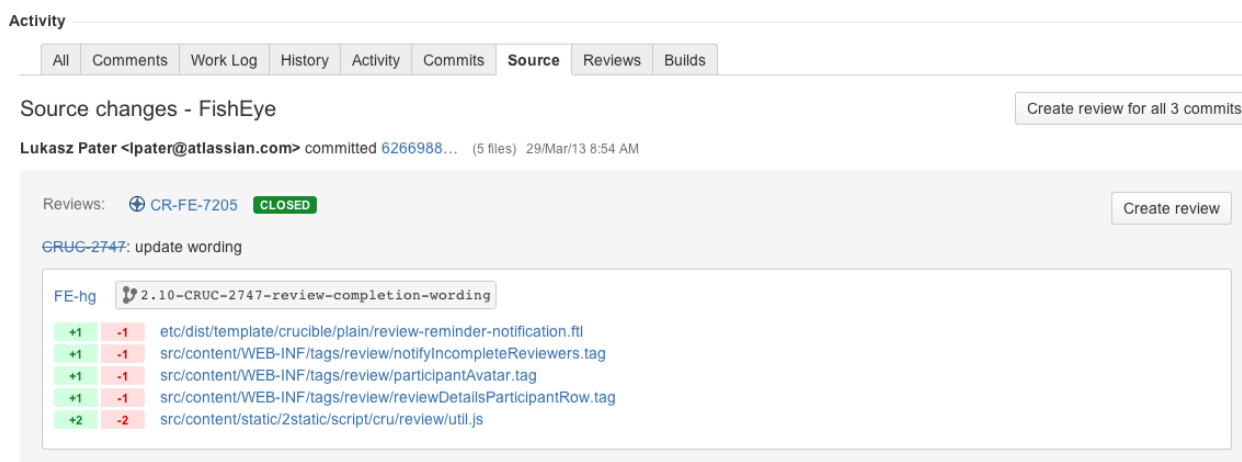 Activity
All Comments Work Log History Activity Commits Source Reviews Builds
Source changes - FishEye
Create review for all 3 commits
Lukasz Pater <lpater@atlassian.com> committed 6266988… (5 files) 29/Mar/13 8:54 AM
Reviews: CR-FE-7205 CLOSED
Create review
CRUC-2747: update wording
FE-hg 2.10-CRUC-2747-review-completion-wording
+1 -1 etc/dist/template/crucible/plain/review-reminder-notification.ftl
+1 -1 src/content/WEB-INF/tags/review/notifyIncompleteReviewers.tag
+1 -1 src/content/WEB-INF/tags/review/participantAvatar.tag
+1 -1 src/content/WEB-INF/tags/review/reviewDetailsParticipantRow.tag
+2 -2 src/content/static/2static/script/cru/review/util.js